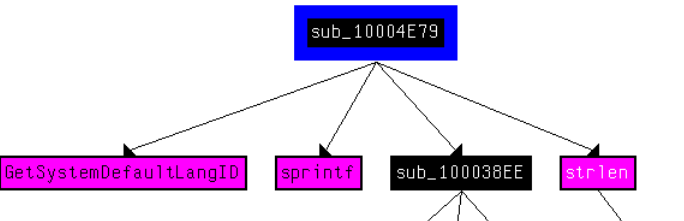 sub_10004E79
GetSystemDefaultLangID
sprintf
sub_100038EE
strlen